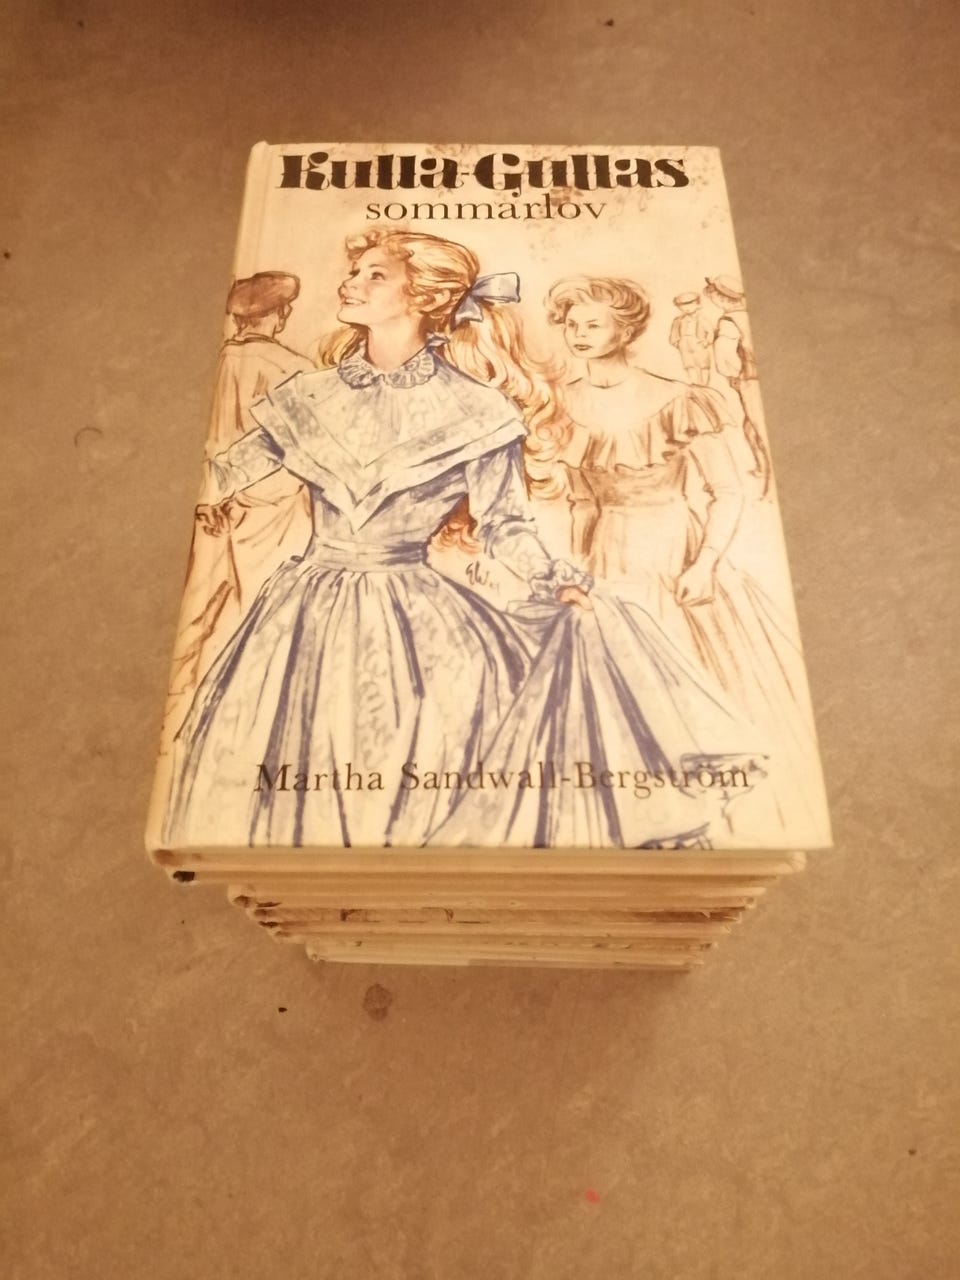 Kulla-Gullas
sommarlov
Martha Sandwall-Bergström